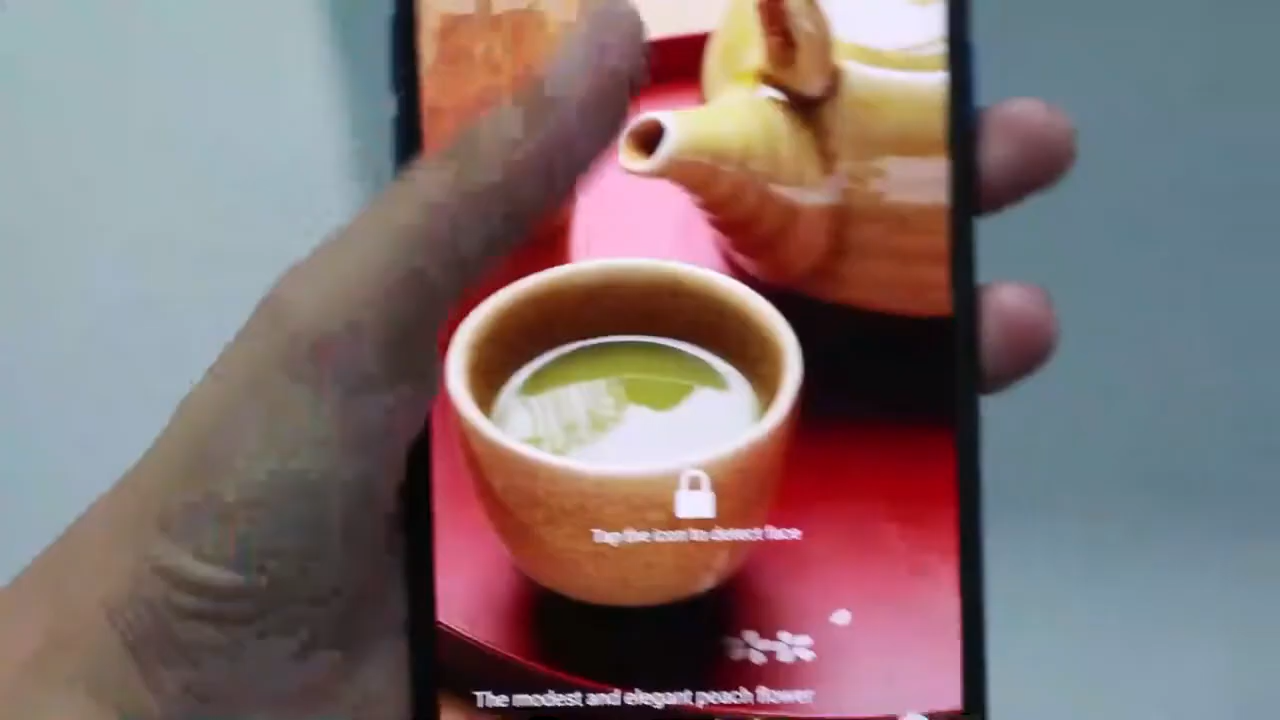 Tap the icon to detect face
The modest and elegant peach flower